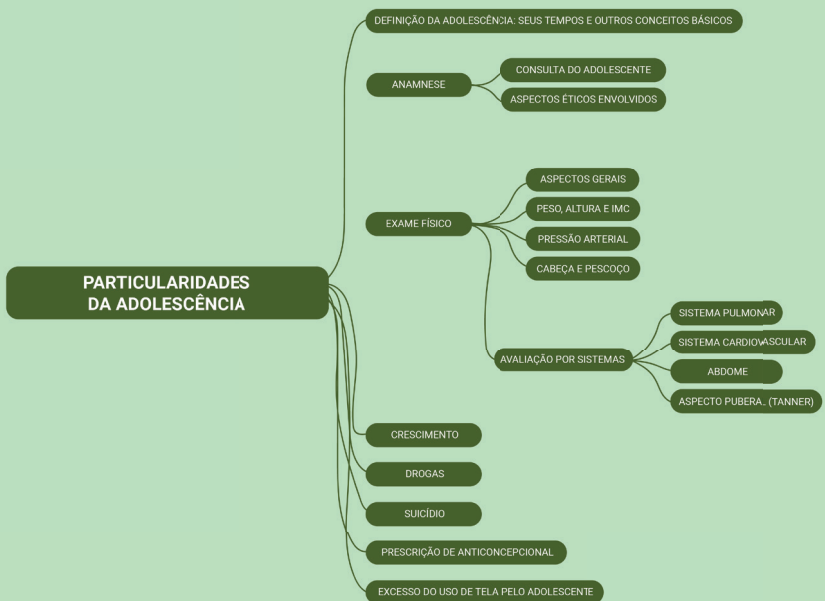 DEFINIÇÃO DA ADOLESCÊNCIA: SEUS TEMPOS E OUTROS CONCEITOS BÁSICOS
ANAMNESE
CONSULTA DO ADOLESCENTE
ASPECTOS ÉTICOS ENVOLVIDOS
EXAME FÍSICO
ASPECTOS GERAIS
PESO, ALTURA E IMC
PRESSÃO ARTERIAL
CABEÇA E PESCOÇO
PARTICULARIDADES
DA ADOLESCÊNCIA
AVALIAÇÃO POR SISTEMAS
SISTEMA PULMONAR
SISTEMA CARDIOVASCULAR
ABDOME
ASPECTO PUBERAL (TANNER)
CRESCIMENTO
DROGAS
SUICÍDIO
PRESCRIÇÃO DE ANTICONCEPCIONAL
EXCESSO DO USO DE TELA PELO ADOLESCENTE